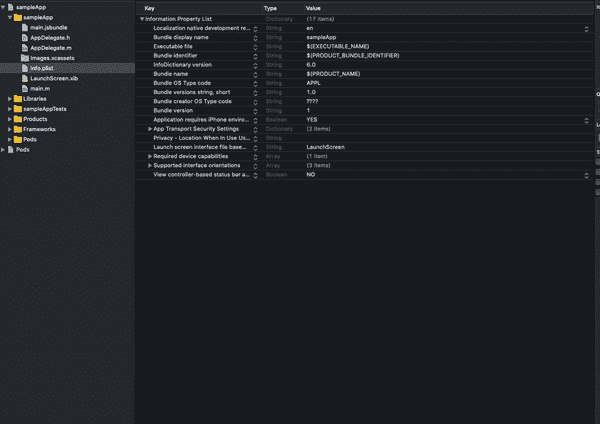 sampleApp
sampleApp
main.jsbundle
AppDelegate.h
AppDelegate.m
Images.xcassets
Info.plist
LaunchScreen.xib
main.m
Libraries
sampleAppTests
Products
Frameworks
Pods
Pods
Key Type Value
Information Property List Dictionary (17 items)
Localization native development re... String en
Bundle display name String sampleApp
Executable file String $(EXECUTABLE_NAME)
Bundle identifier String $(PRODUCT_BUNDLE_IDENTIFIER)
InfoDictionary version String 6.0
Bundle name String $(PRODUCT_NAME)
Bundle OS Type code String APPL
Bundle versions string, short String 1.0
Bundle creator OS Type code String ????
Bundle version String 1
Application requires iPhone enviro... Boolean YES
App Transport Security Settings Dictionary (2 items)
Privacy - Location When In Use Us... String
Launch screen interface file base... String LaunchScreen
Required device capabilities Array (1 item)
Supported interface orientations Array (3 items)
View controller-based status bar a... Boolean NO